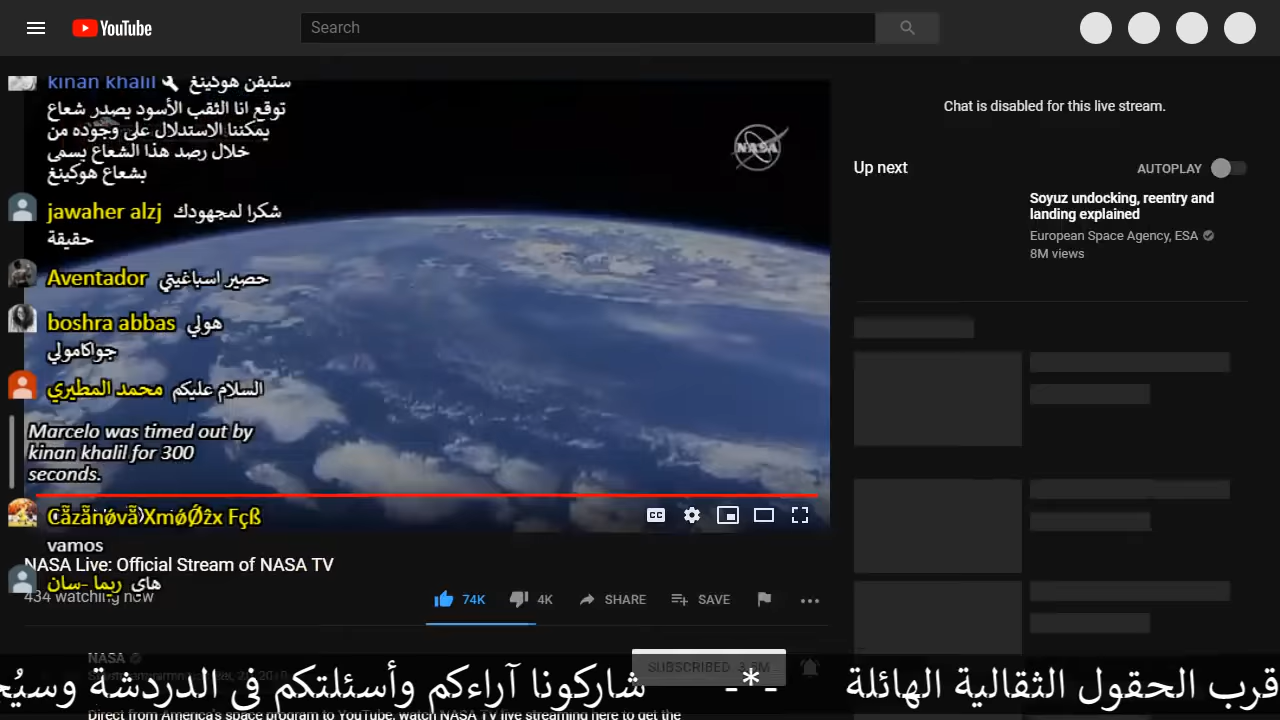 YouTube
Search
kinan khalil ستيفن هوكينغ
توقع انا الثقب الأسود يصدر شعاع
يمكننا الاستدلال على وجوده من
خلال رصد هذا الشعاع بسمى
بشعاع هوكينغ
jawaher alzj شكرا لمجهودك
حقيقة
Aventador حصير اسباغيتي
boshra abbas هولي
جواكامولي
محمد المطيري السلام عليكم
Marcelo was timed out by
kinan khalil for 300
seconds.
vamos
ريما -سان هاي
NASA
NASA Live: Official Stream of NASA TV
434 watching now
74K
4K
SHARE
SAVE
NASA
SUBSCRIBED 3.3M
Direct from America's space program to YouTube, watch NASA TV live streaming here to get the
Chat is disabled for this live stream.
Up next
AUTOPLAY
Soyuz undocking, reentry and
landing explained
European Space Agency, ESA
8M views
قرب الحقول الثقالية الهائلة -*- شاركونا آراءكم وأسئلتكم في الدردشة